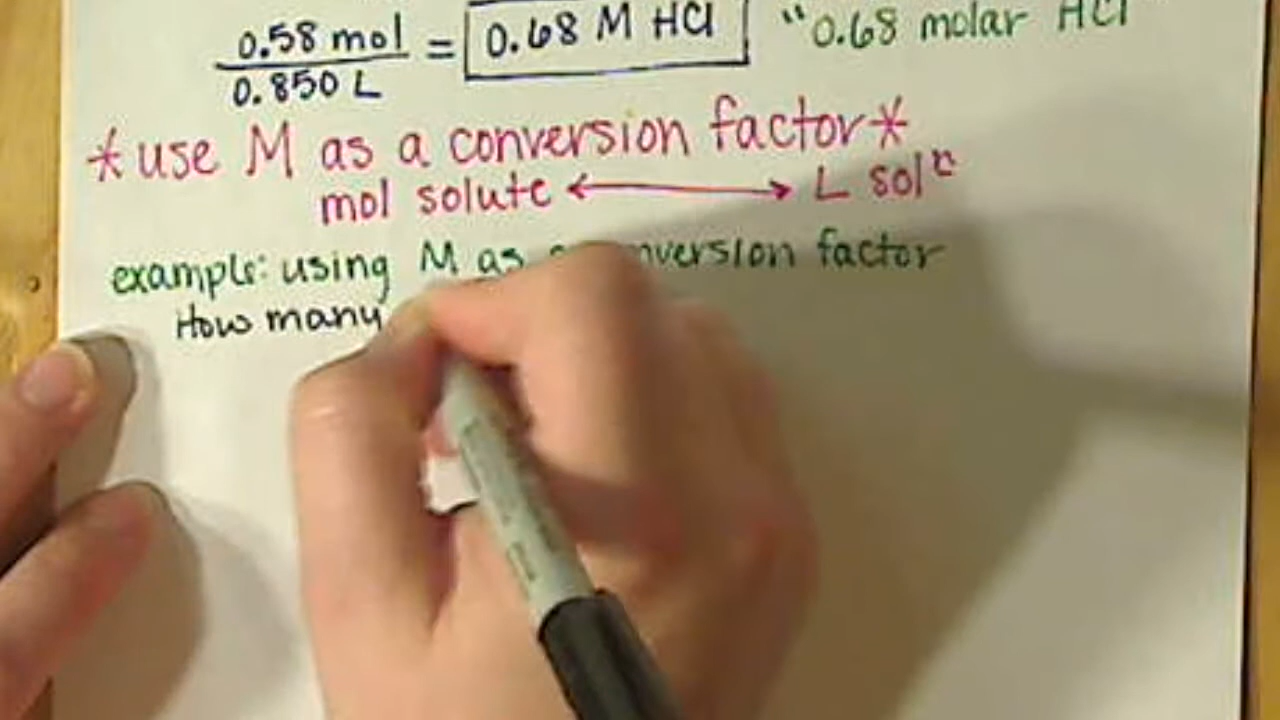 0.58 mol
0.850 L
= 0.68 M HCl "0.68 molar HCl
*use M as a conversion factor*
mol solute ⟷ L solⁿ
example: using M as nversion factor
How many